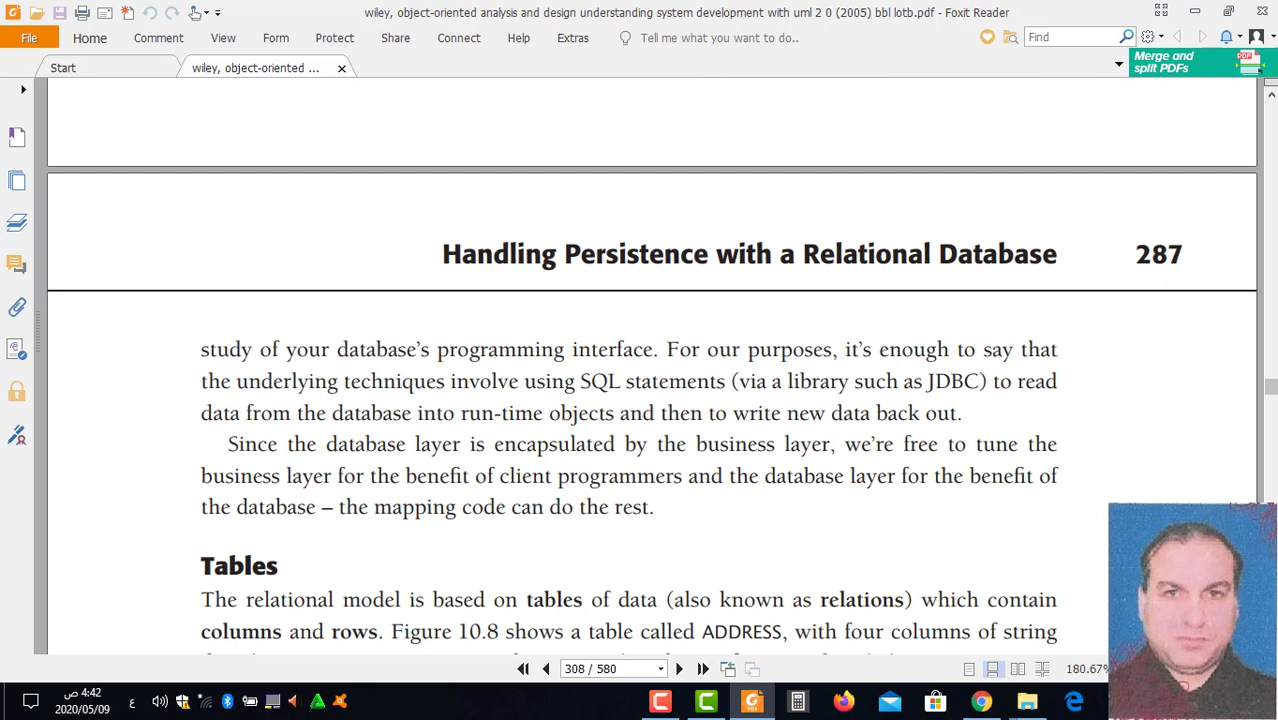 wiley, object-oriented analysis and design understanding system development with uml 2 0 (2005) bbl lotb.pdf - Foxit Reader
File Home Comment View Form Protect Share Connect Help Extras Tell me what you want to do.. Find
Start wiley, object-oriented ... Merge and
split PDFs
PDF
Handling Persistence with a Relational Database 287
study of your database's programming interface. For our purposes, it's enough to say that
the underlying techniques involve using SQL statements (via a library such as JDBC) to read
data from the database into run-time objects and then to write new data back out.
Since the database layer is encapsulated by the business layer, we're free to tune the
business layer for the benefit of client programmers and the database layer for the benefit of
the database – the mapping code can do the rest.
Tables
The relational model is based on tables of data (also known as relations) which contain
columns and rows. Figure 10.8 shows a table called ADDRESS, with four columns of string
308 / 580 180.67%
4:42 ص
2020/05/09
ع